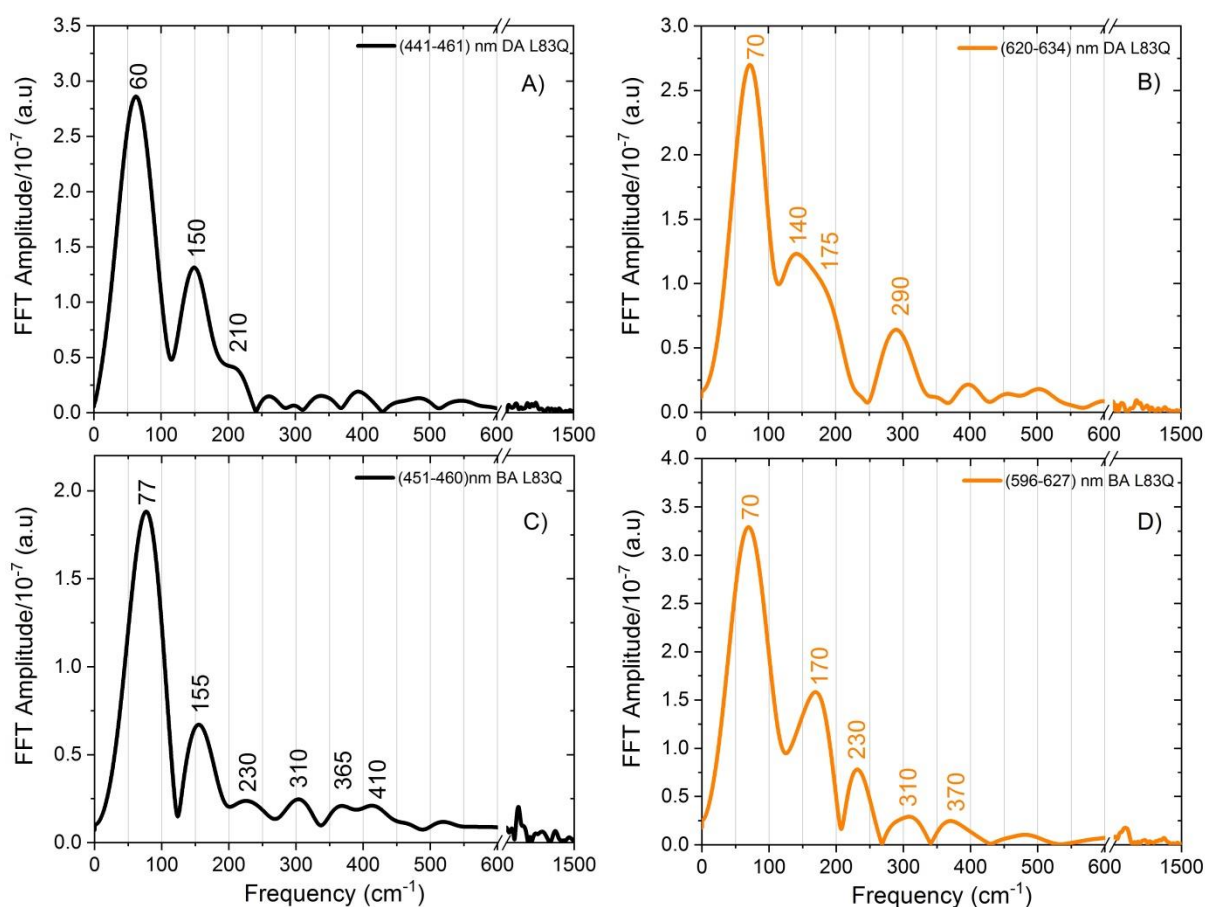 (441-461) nm DA L83Q
A)
60
150
210
FFT Amplitude/10⁻⁷ (a.u)
3.5
3.0
2.5
2.0
1.5
1.0
0.5
0.0
0 100 200 300 400 500 600 1500
(620-634) nm DA L83Q
B)
70
140
175
290
FFT Amplitude/10⁻⁷ (a.u)
3.0
2.5
2.0
1.5
1.0
0.5
0.0
0 100 200 300 400 500 600 1500
(451-460)nm BA L83Q
C)
77
155
230
310
365
410
FFT Amplitude/10⁻⁷ (a.u)
2.0
1.5
1.0
0.5
0.0
0 100 200 300 400 500 600 1500
Frequency (cm⁻¹)
(596-627) nm BA L83Q
D)
70
170
230
310
370
FFT Amplitude/10⁻⁷ (a.u)
4.0
3.5
3.0
2.5
2.0
1.5
1.0
0.5
0.0
0 100 200 300 400 500 600 1500
Frequency (cm⁻¹)